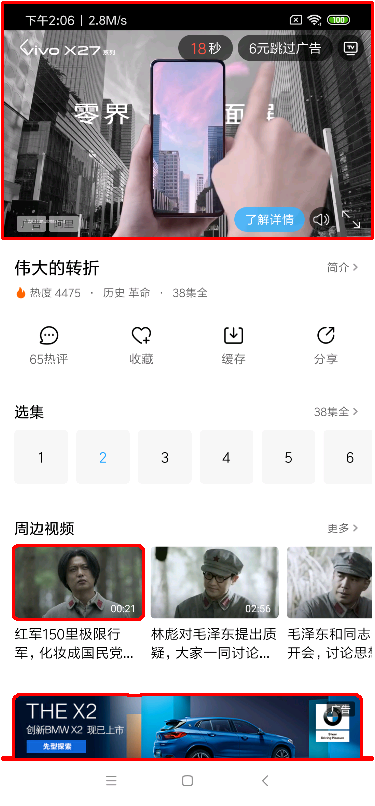 下午2:06 | 2.8M/s
100
vivo X27 系列
18秒
6元跳过广告
TV
零界 面屏
广告 阿里
了解详情
伟大的转折
简介 >
热度 4475 · 历史 革命 · 38集全
65热评
收藏
缓存
分享
选集
38集全 >
1 2 3 4 5 6
周边视频
更多 >
00:21
02:56
红军150里极限行
军，化妆成国民党...
林彪对毛泽东提出质
疑，大家一同讨论...
毛泽东和同志
开会，讨论思想
广告
THE X2
创新BMW X2 现已上市
先型探索